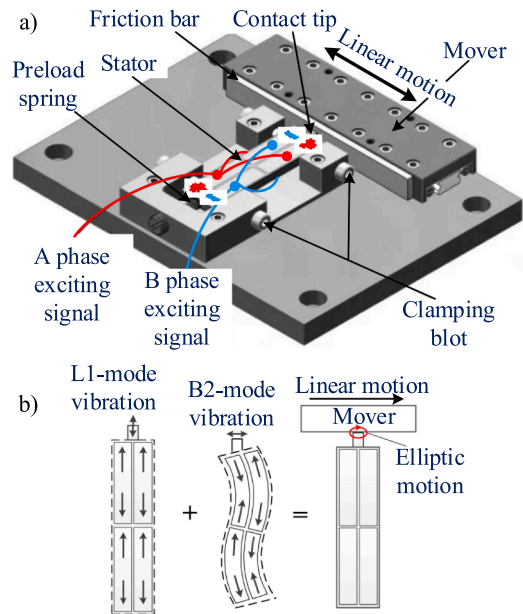 a)
Friction bar
Contact tip
Stator
Linear motion
Mover
Preload
spring
A phase
exciting
signal
B phase
exciting
signal
Clamping
blot
b)
L1-mode
vibration
B2-mode
vibration
Linear motion
Mover
Elliptic
motion
+
=